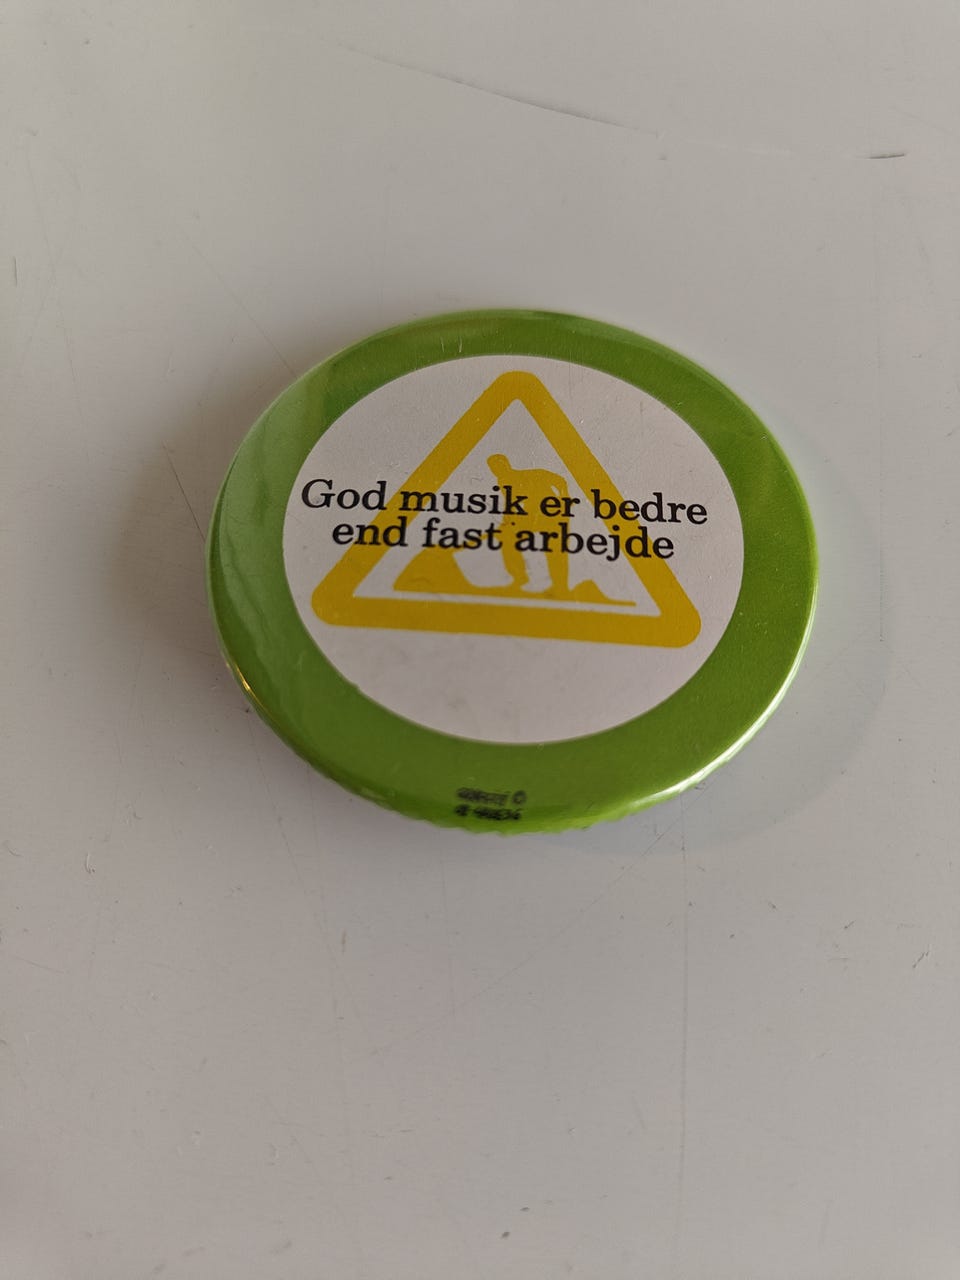 God musik er bedre
end fast arbejde